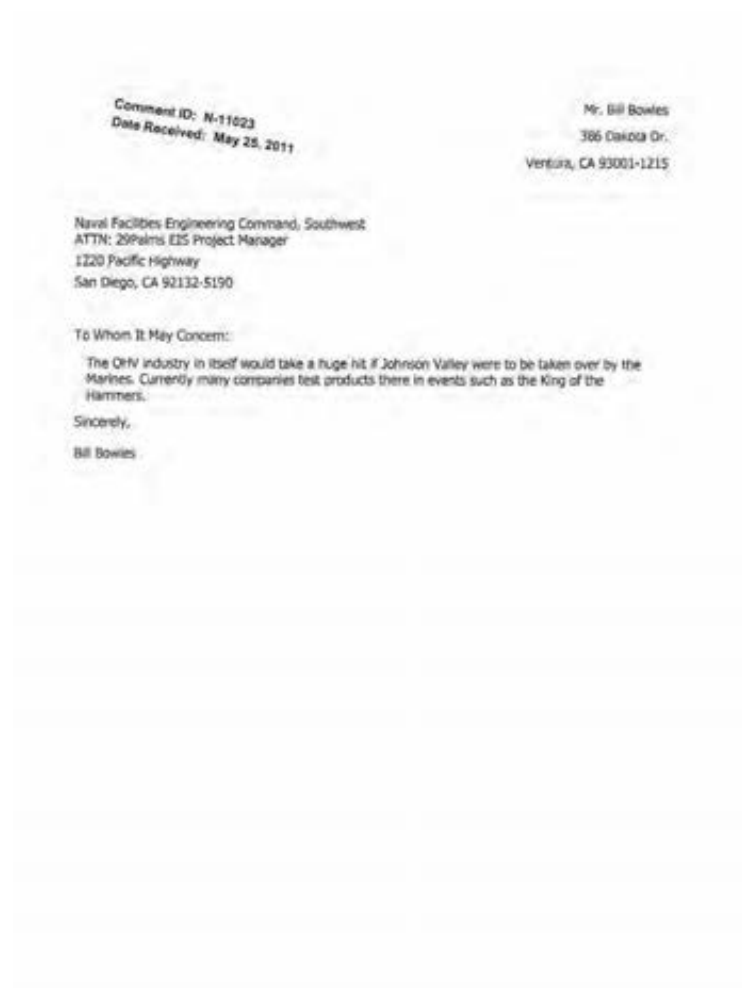 Comment ID: N-11023
Date Received: May 25, 2011
Mr. Bill Bowles
386 Dakota Dr.
Ventura, CA 93001-1215
Naval Facilities Engineering Command, Southwest
ATTN: 29Palms EIS Project Manager
1220 Pacific Highway
San Diego, CA 92132-5190
To Whom It May Concern:
The OHV industry in itself would take a huge hit if Johnson Valley were to be taken over by the
Marines. Currently many companies test products there in events such as the King of the
Hammers.
Sincerely,
Bill Bowles